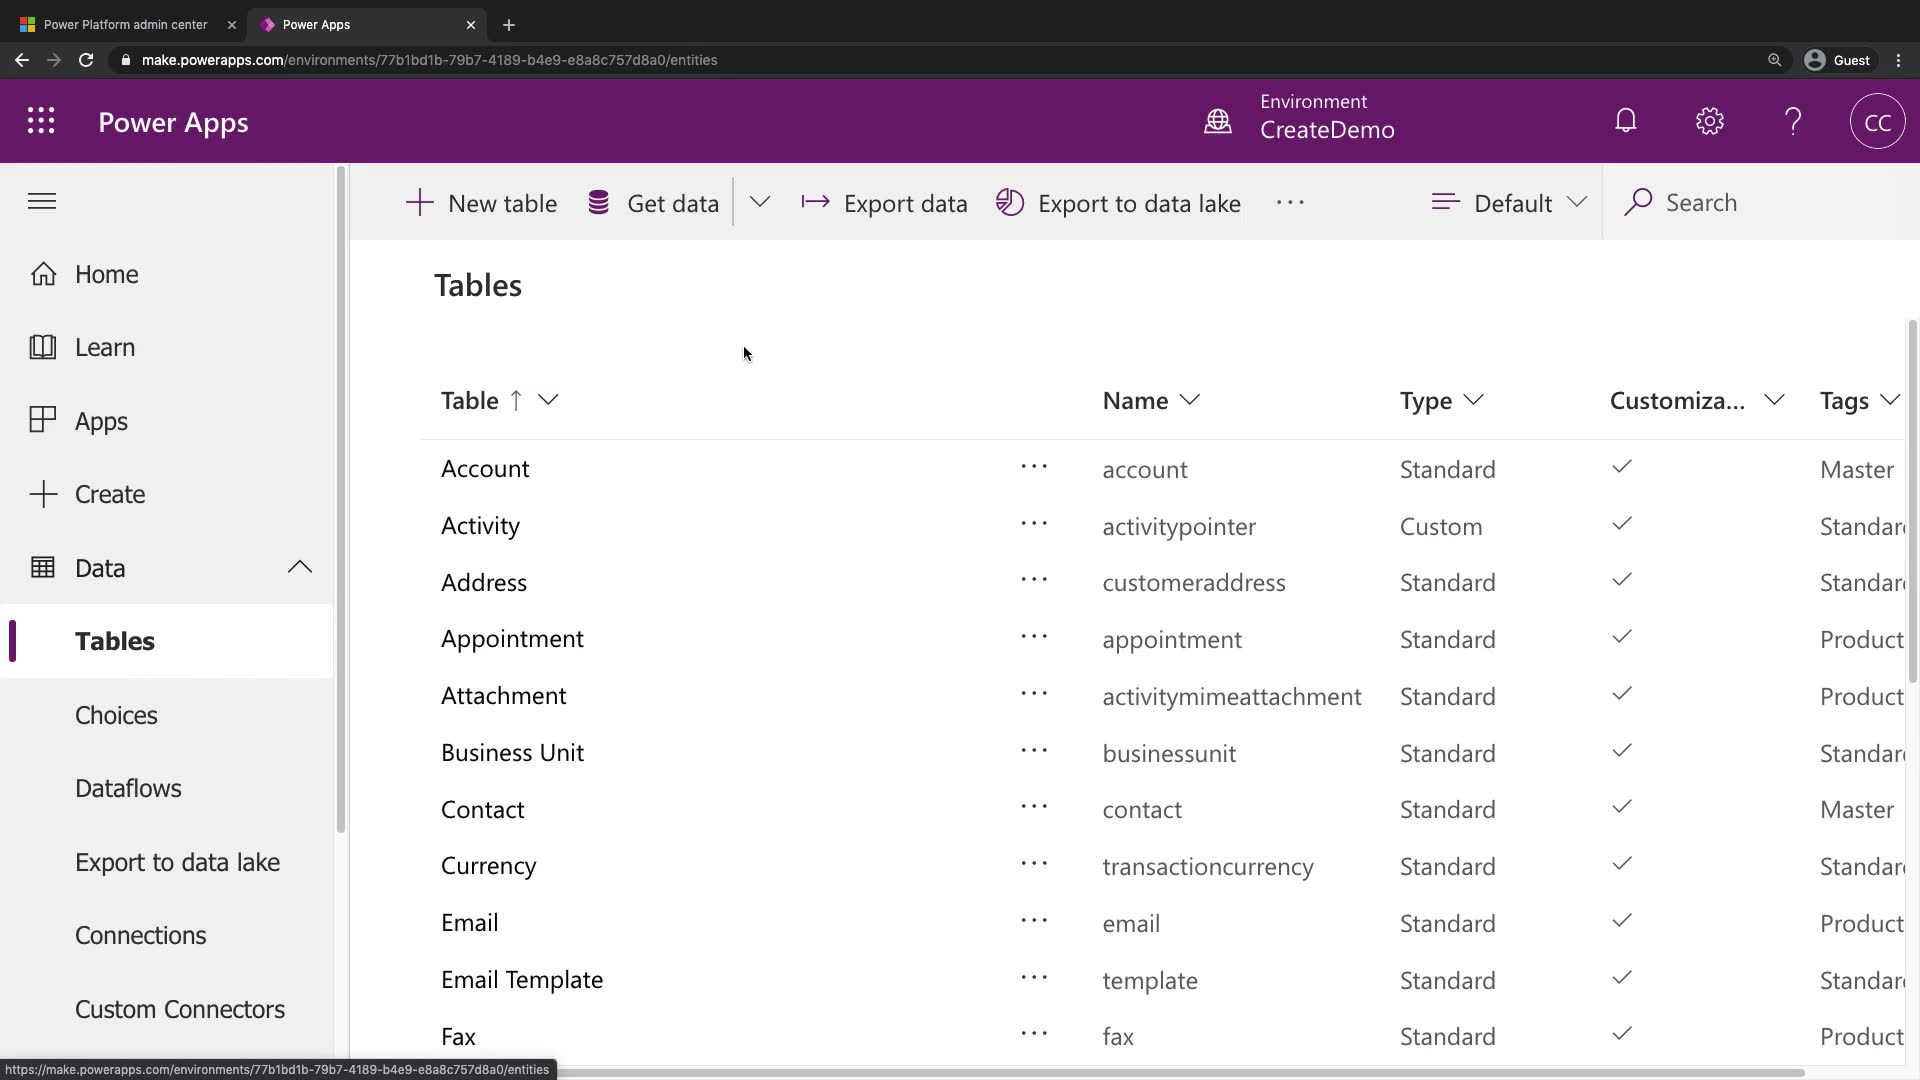 Power Platform admin center
Power Apps
make.powerapps.com/environments/77b1bd1b-79b7-4189-b4e9-e8a8c757d8a0/entities
Guest
Power Apps
Environment
CreateDemo
CC
New table
Get data
Export data
Export to data lake
Default
Search
Home
Learn
Apps
Create
Data
Tables
Choices
Dataflows
Export to data lake
Connections
Custom Connectors
Tables
Table Name Type Customiza... Tags
Account account Standard Master
Activity activitypointer Custom Standar
Address customeraddress Standard Standar
Appointment appointment Standard Product
Attachment activitymimeattachment Standard Product
Business Unit businessunit Standard Standar
Contact contact Standard Master
Currency transactioncurrency Standard Standar
Email email Standard Product
Email Template template Standard Standar
Fax fax Standard Product
https://make.powerapps.com/environments/77b1bd1b-79b7-4189-b4e9-e8a8c757d8a0/entities